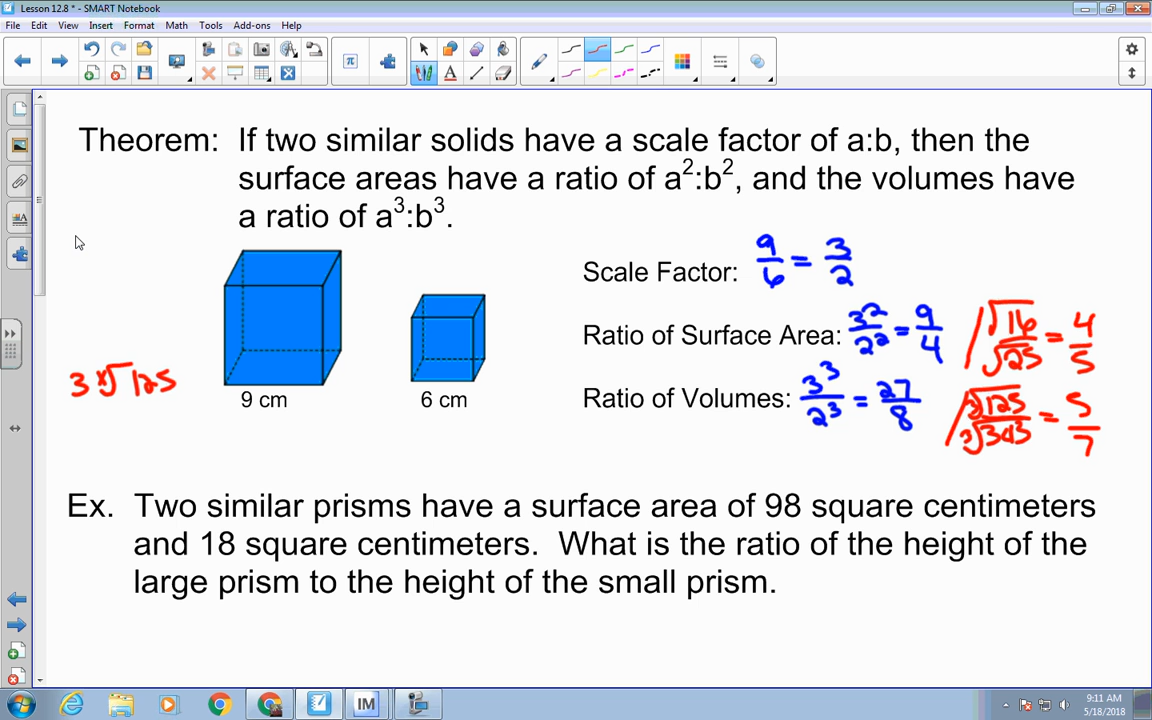 Lesson 12.8 * - SMART Notebook
File Edit View Insert Format Math Tools Add-ons Help
Theorem: If two similar solids have a scale factor of a:b, then the
surface areas have a ratio of a²:b², and the volumes have
a ratio of a³:b³.
Scale Factor: 9/6 = 3/2
Ratio of Surface Area: 3²/2² = 9/4 √16/√25 = 4/5
Ratio of Volumes: 3³/2³ = 27/8 ∛125/∛343 = 5/7
3 ˣ√125
9 cm 6 cm
Ex. Two similar prisms have a surface area of 98 square centimeters
and 18 square centimeters. What is the ratio of the height of the
large prism to the height of the small prism.
IM
9:11 AM
5/18/2018